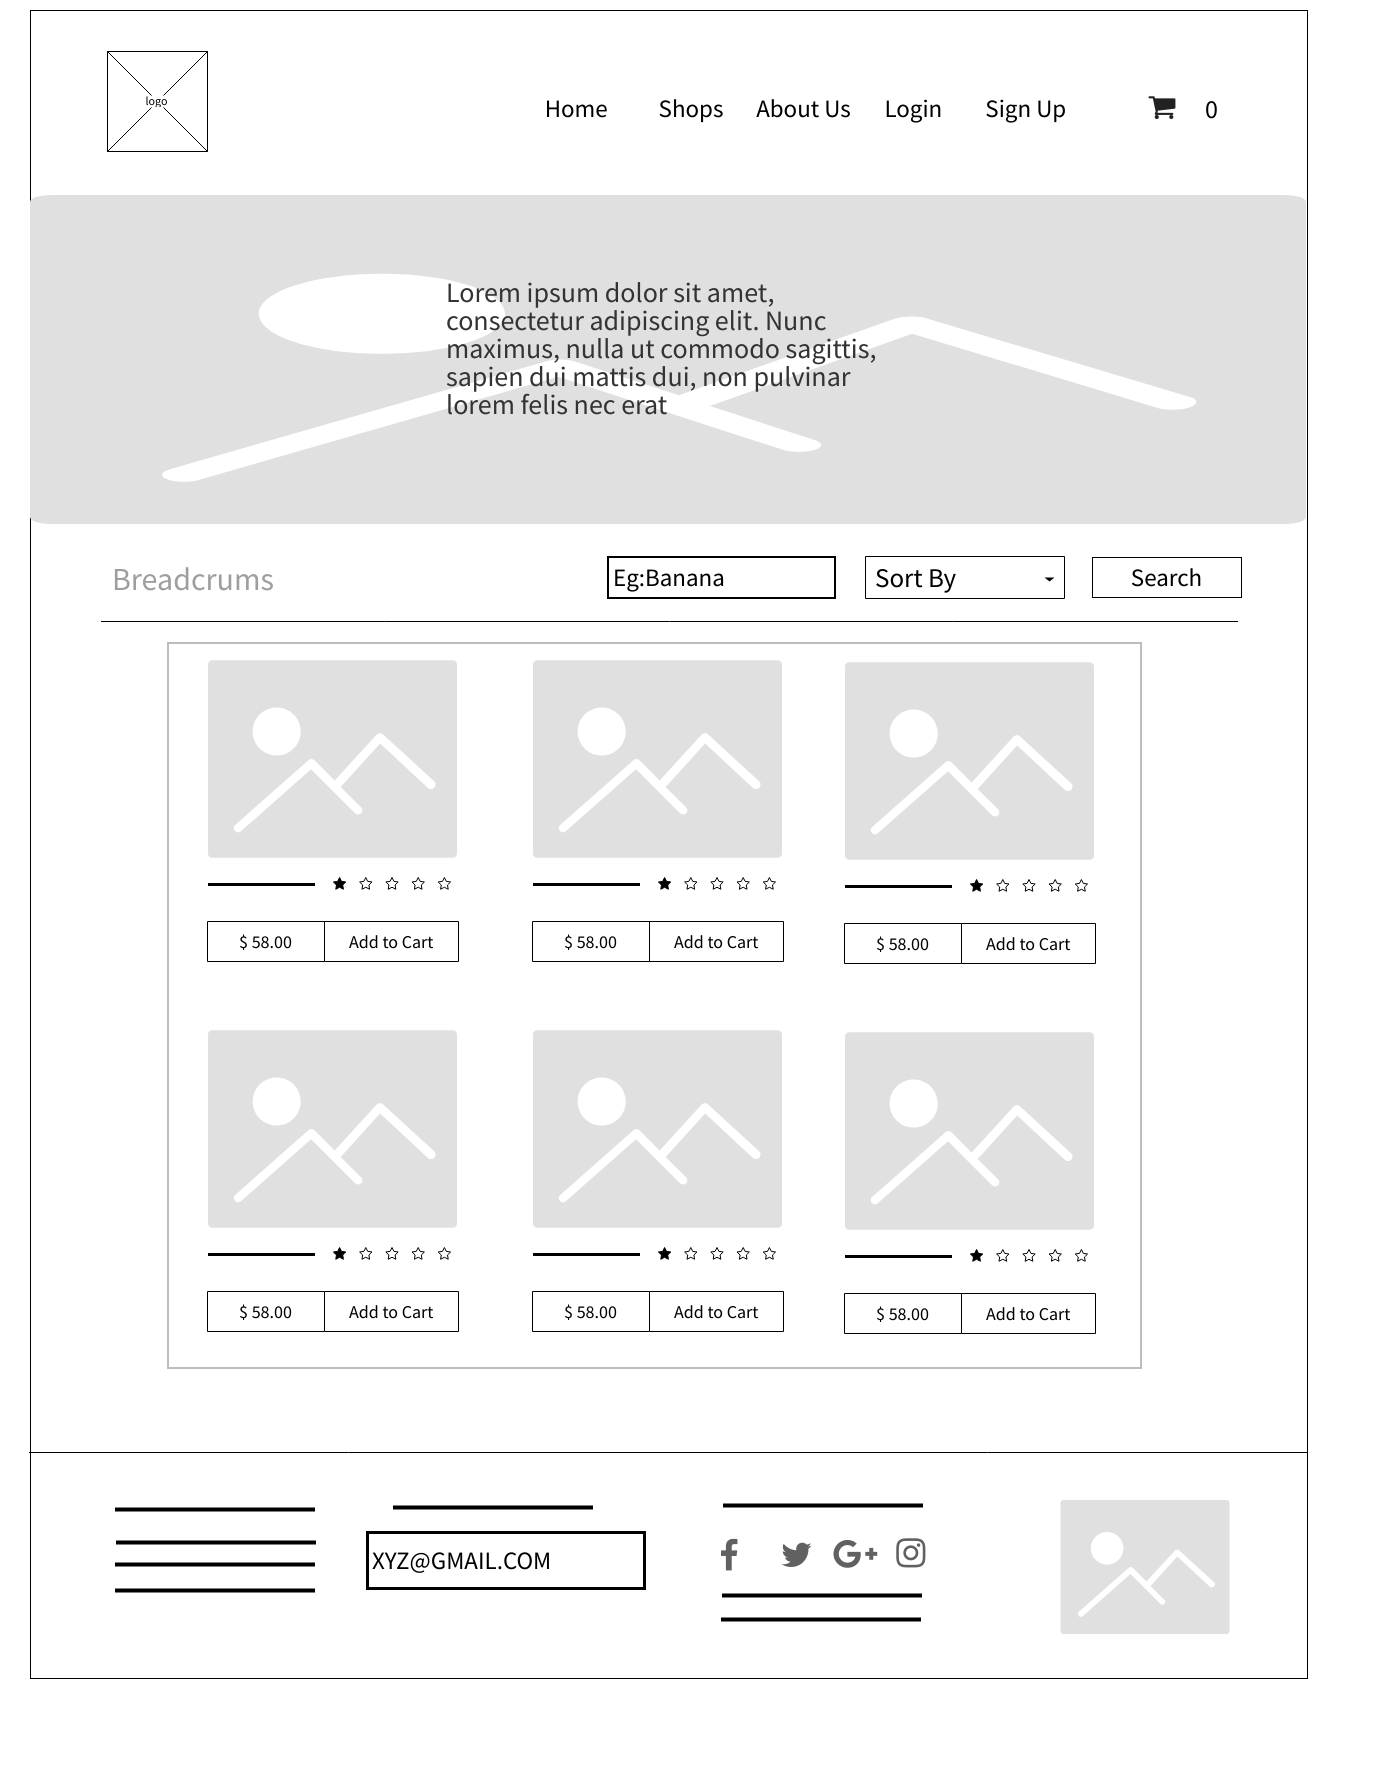 logo
Home Shops About Us Login Sign Up 0
Lorem ipsum dolor sit amet,
consectetur adipiscing elit. Nunc
maximus, nulla ut commodo sagittis,
sapien dui mattis dui, non pulvinar
lorem felis nec erat
Breadcrums Eg:Banana Sort By Search
$ 58.00 Add to Cart $ 58.00 Add to Cart $ 58.00 Add to Cart
$ 58.00 Add to Cart $ 58.00 Add to Cart $ 58.00 Add to Cart
XYZ@GMAIL.COM